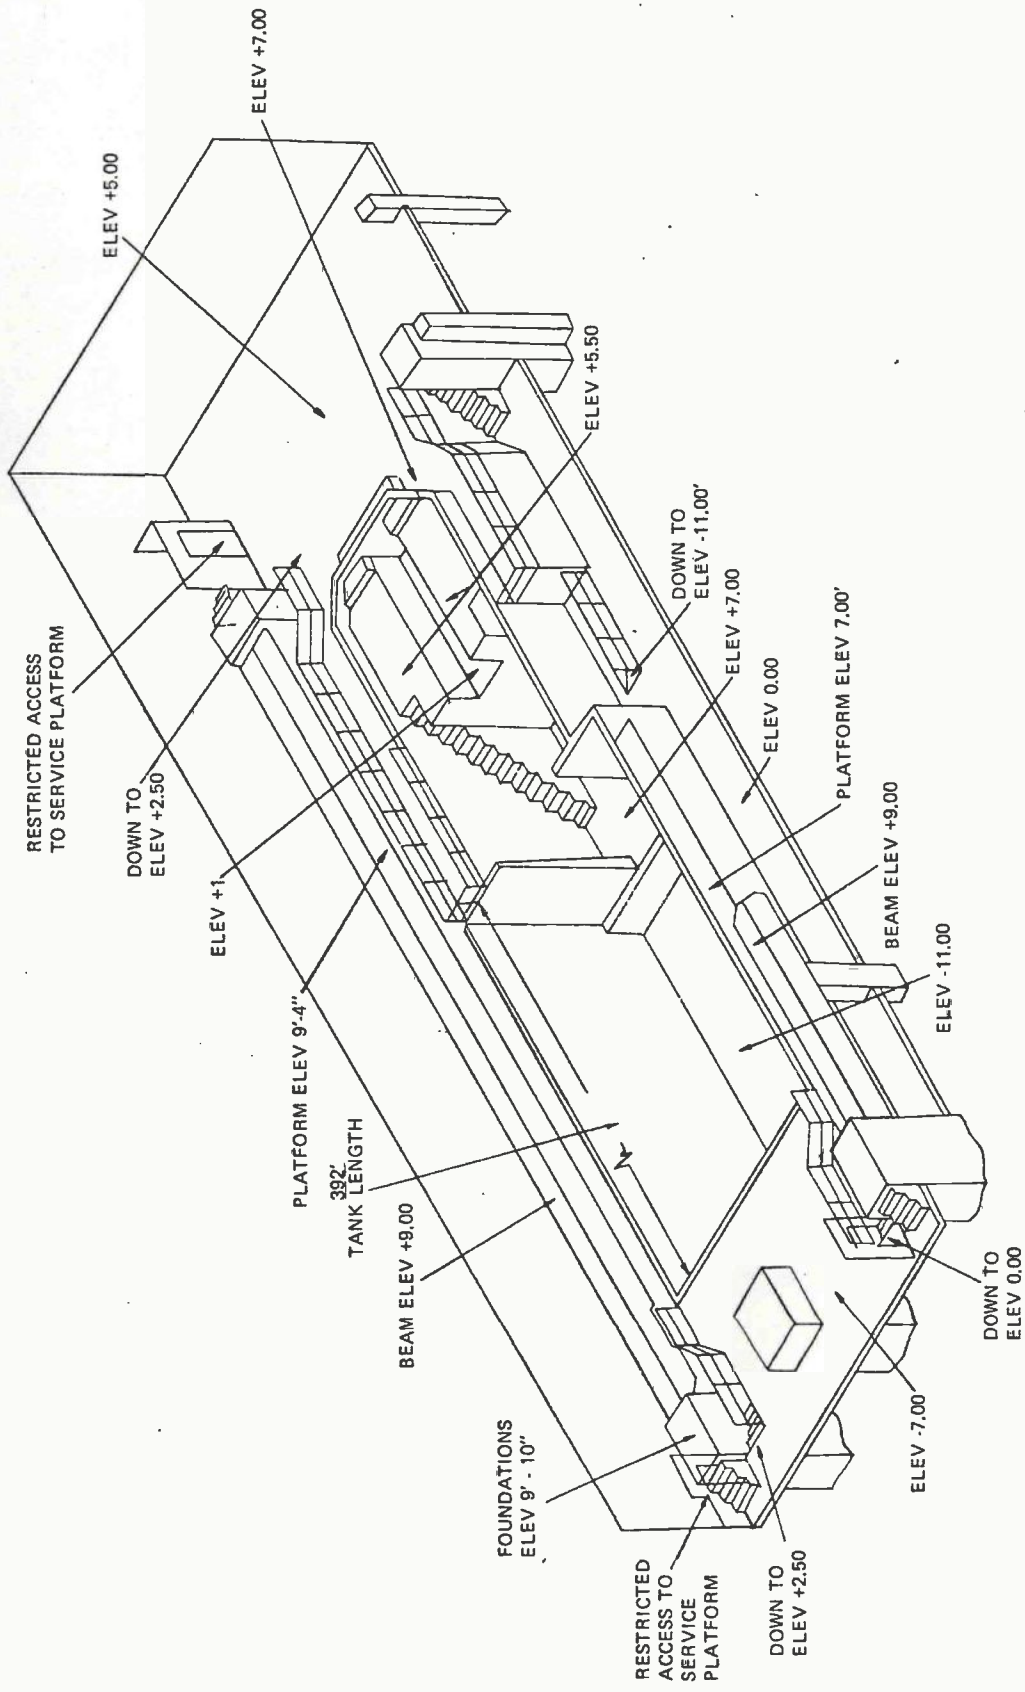 ELEV +5.00
ELEV +7.00
RESTRICTED ACCESS
TO SERVICE PLATFORM
DOWN TO
ELEV +2.50
ELEV +1
PLATFORM ELEV 9'-4"
392'
TANK LENGTH
BEAM ELEV +9.00
FOUNDATIONS
ELEV 9' - 10"
RESTRICTED
ACCESS TO
SERVICE
PLATFORM
DOWN TO
ELEV +2.50
ELEV +5.50
DOWN TO
ELEV -11.00'
ELEV +7.00
ELEV 0.00
PLATFORM ELEV 7.00'
BEAM ELEV +9.00
ELEV -11.00
DOWN TO
ELEV 0.00
ELEV -7.00
N